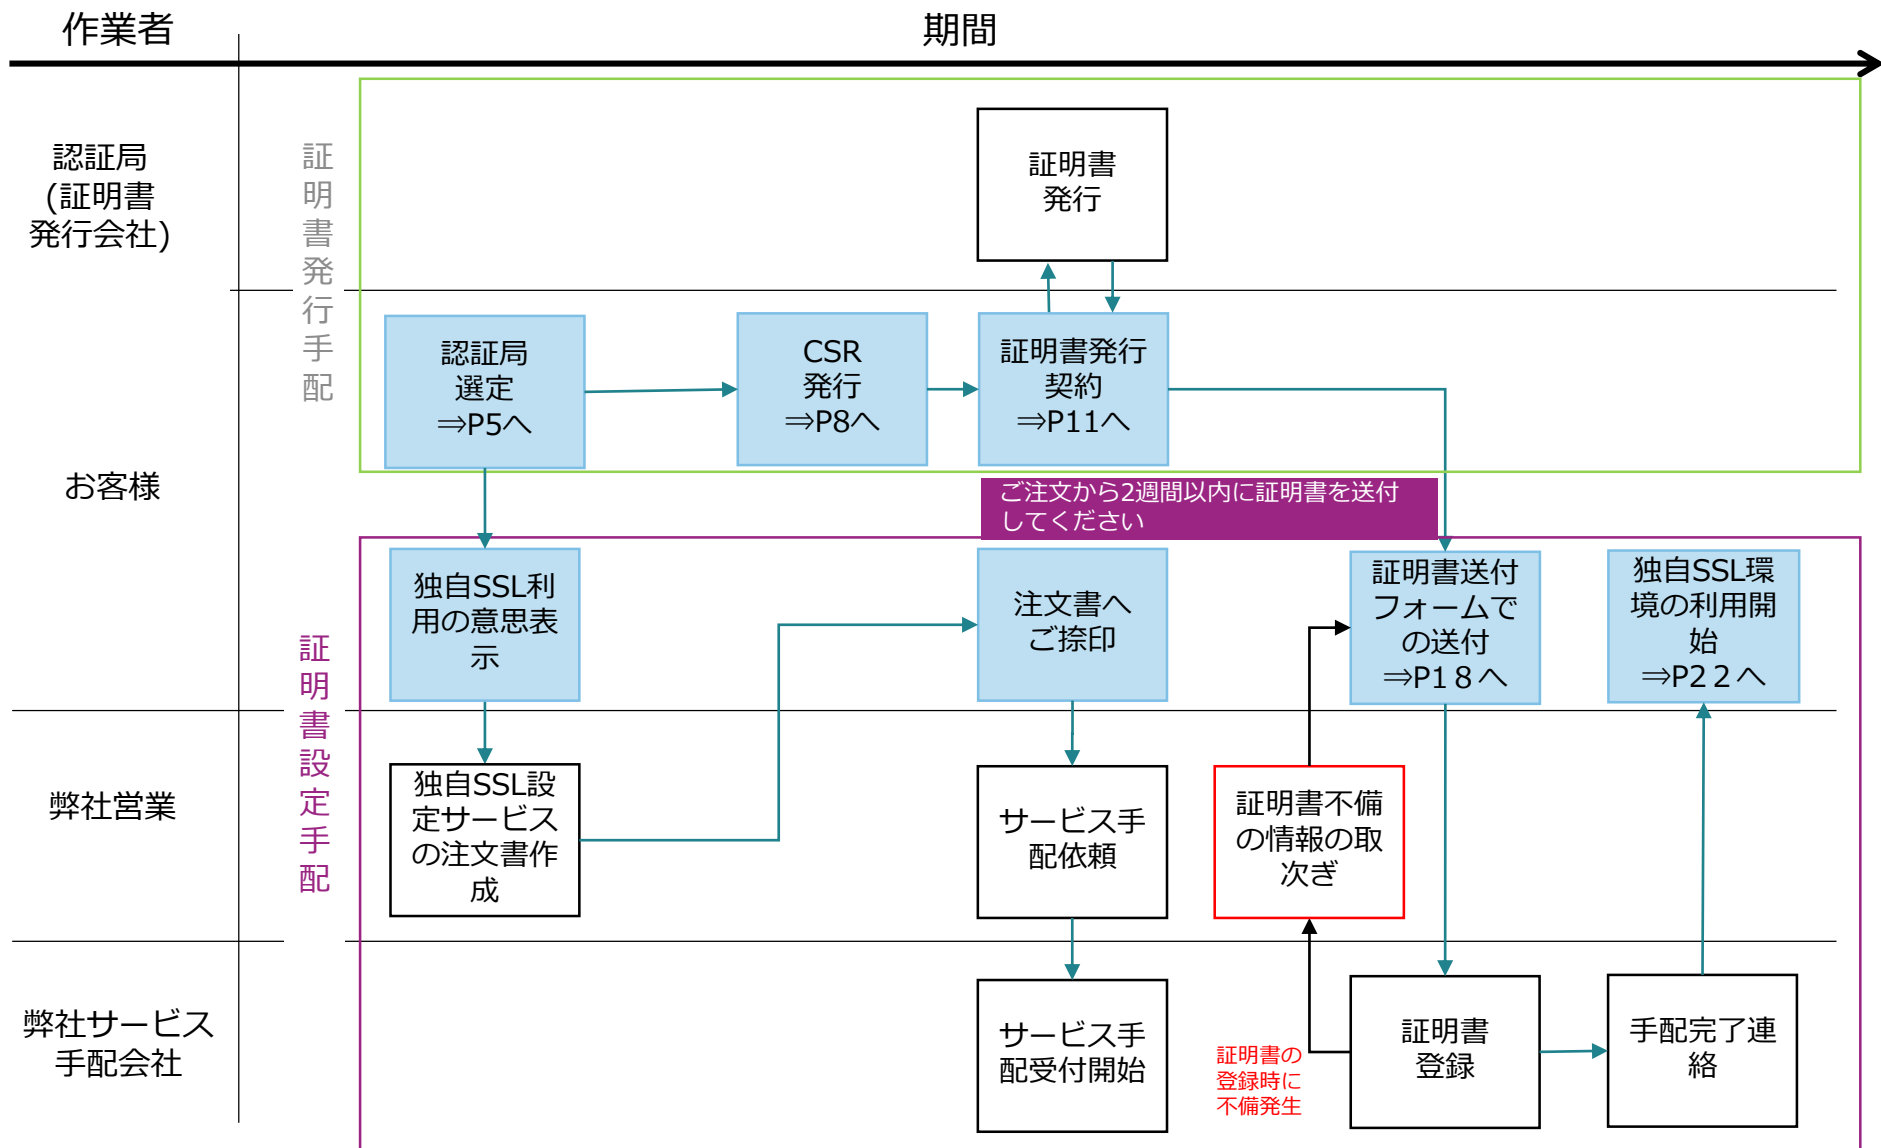 作業者
期間
認証局
(証明書
発行会社)
証明書発行手配
証明書
発行
お客様
認証局
選定
⇒P5へ
CSR
発行
⇒P8へ
証明書発行
契約
⇒P11へ
ご注文から2週間以内に証明書を送付
してください
証明書設定手配
独自SSL利
用の意思表
示
注文書へ
ご捺印
証明書送付
フォームで
の送付
⇒P1８へ
独自SSL環
境の利用開
始
⇒P2２へ
弊社営業
独自SSL設
定サービス
の注文書作
成
サービス手
配依頼
証明書不備
の情報の取
次ぎ
弊社サービス
手配会社
サービス手
配受付開始
証明書の
登録時に
不備発生
証明書
登録
手配完了連
絡